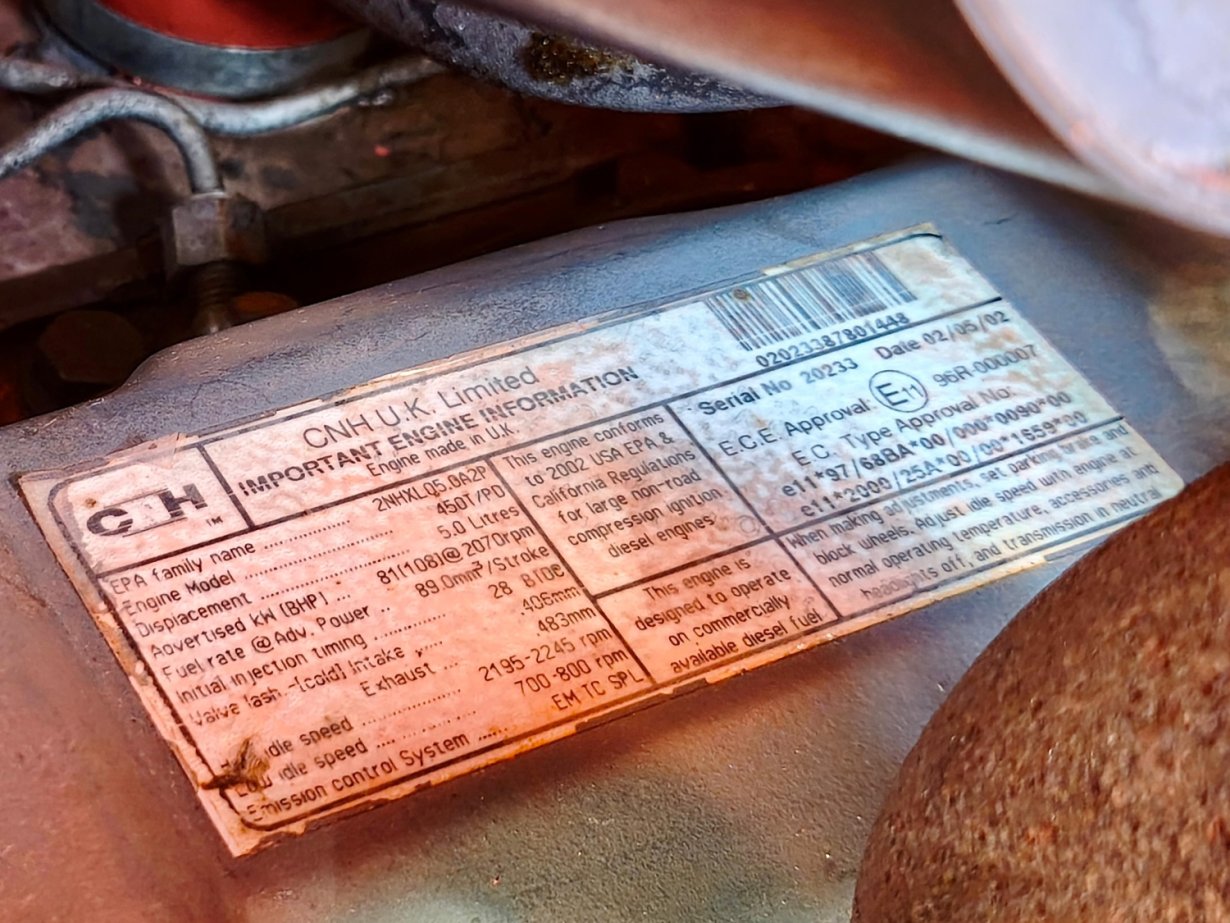 CNH U.K. Limited
IMPORTANT ENGINE INFORMATION
Engine made in U.K.
02023387801448
CNH ™
EPA family name .................. 2NHXL05.0A2P
Engine Model .................. 450T/PD
Displacement .................. 5.0 Litres
Advertised kW (BHP) .. 81(108)@2070rpm
Fuel rate @ Adv. Power .. 89.0mm³/Stroke
Initial injection timing ........ 28 BTDC
Valve lash - (cold) Intake .. .406mm
Exhaust ... .483mm
idle speed ............ 2195-2245 rpm
Low idle speed ............ 700-800 rpm
Emission control System ...... EM TC SPL
This engine conforms
to 2002 USA EPA &
California Regulations
for large non-road
compression ignition
diesel engines.
This engine is
designed to operate
on commercially
available diesel fuel
Serial No 20233 Date 02/05/02
E.C.E. Approval: E11 96R-000007
E.C. Type Approval No:
e11*97/68BA*00/000*0090*00
e11*2000/25A*00/00*1659*00
When making adjustments, set parking brake and
block wheels. Adjust idle speed with engine at
normal operating temperature, accessories and
headlights off, and transmission in neutral